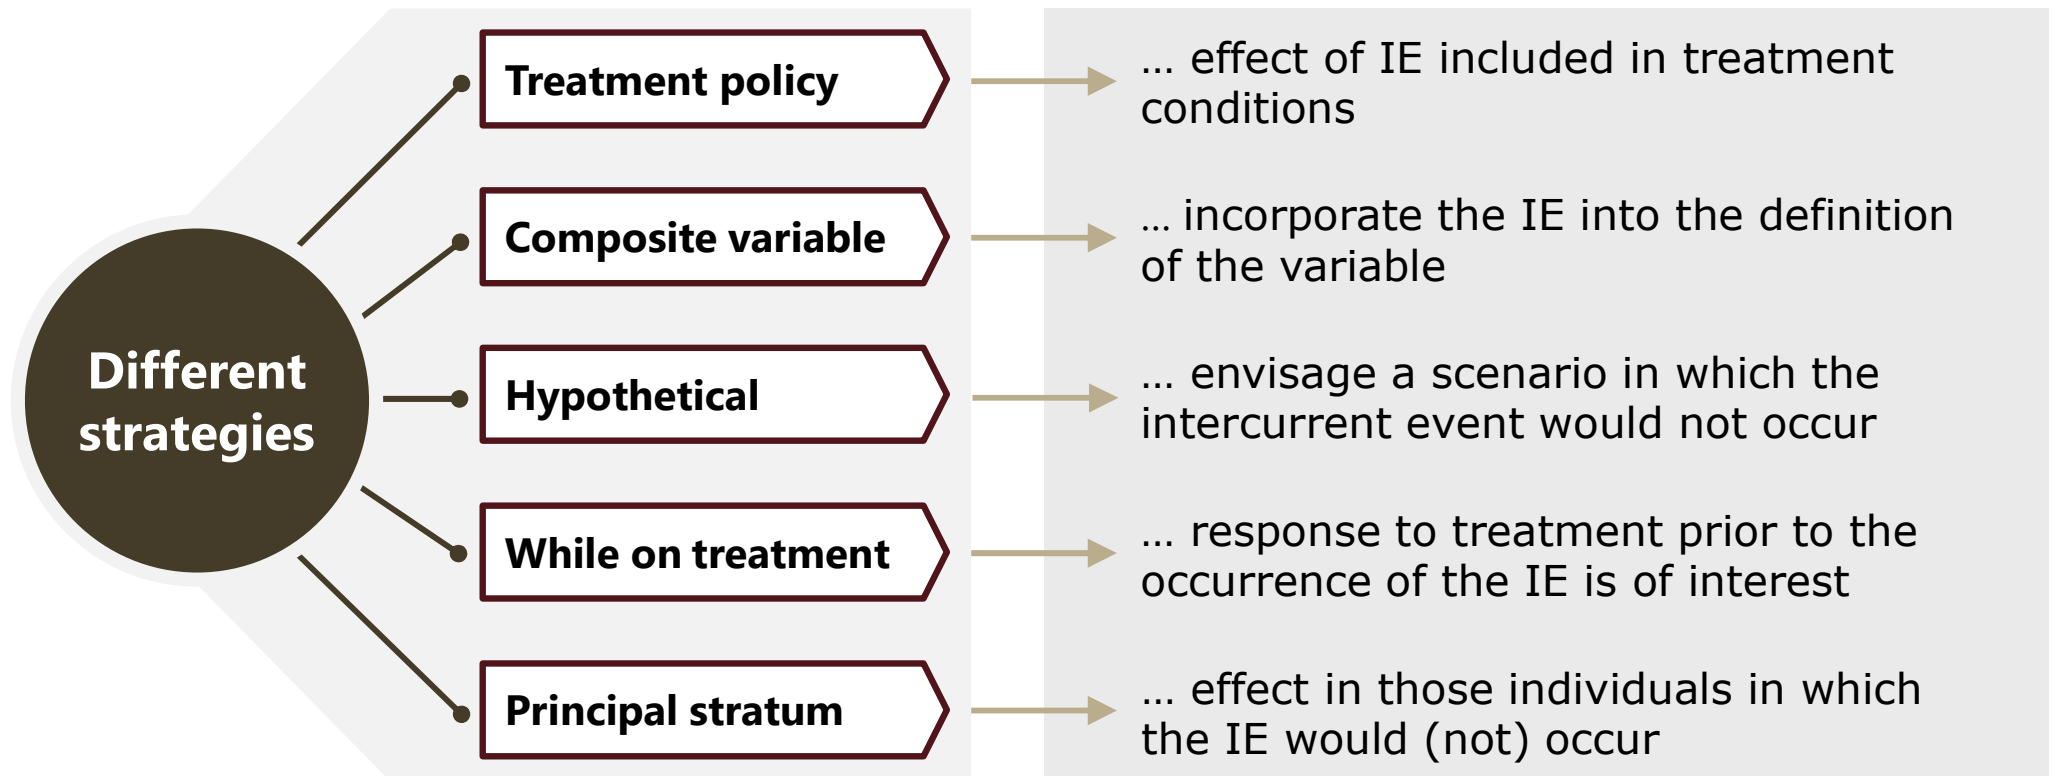 Different
strategies
Treatment policy
... effect of IE included in treatment
conditions
Composite variable
... incorporate the IE into the definition
of the variable
Hypothetical
... envisage a scenario in which the
intercurrent event would not occur
While on treatment
... response to treatment prior to the
occurrence of the IE is of interest
Principal stratum
... effect in those individuals in which
the IE would (not) occur